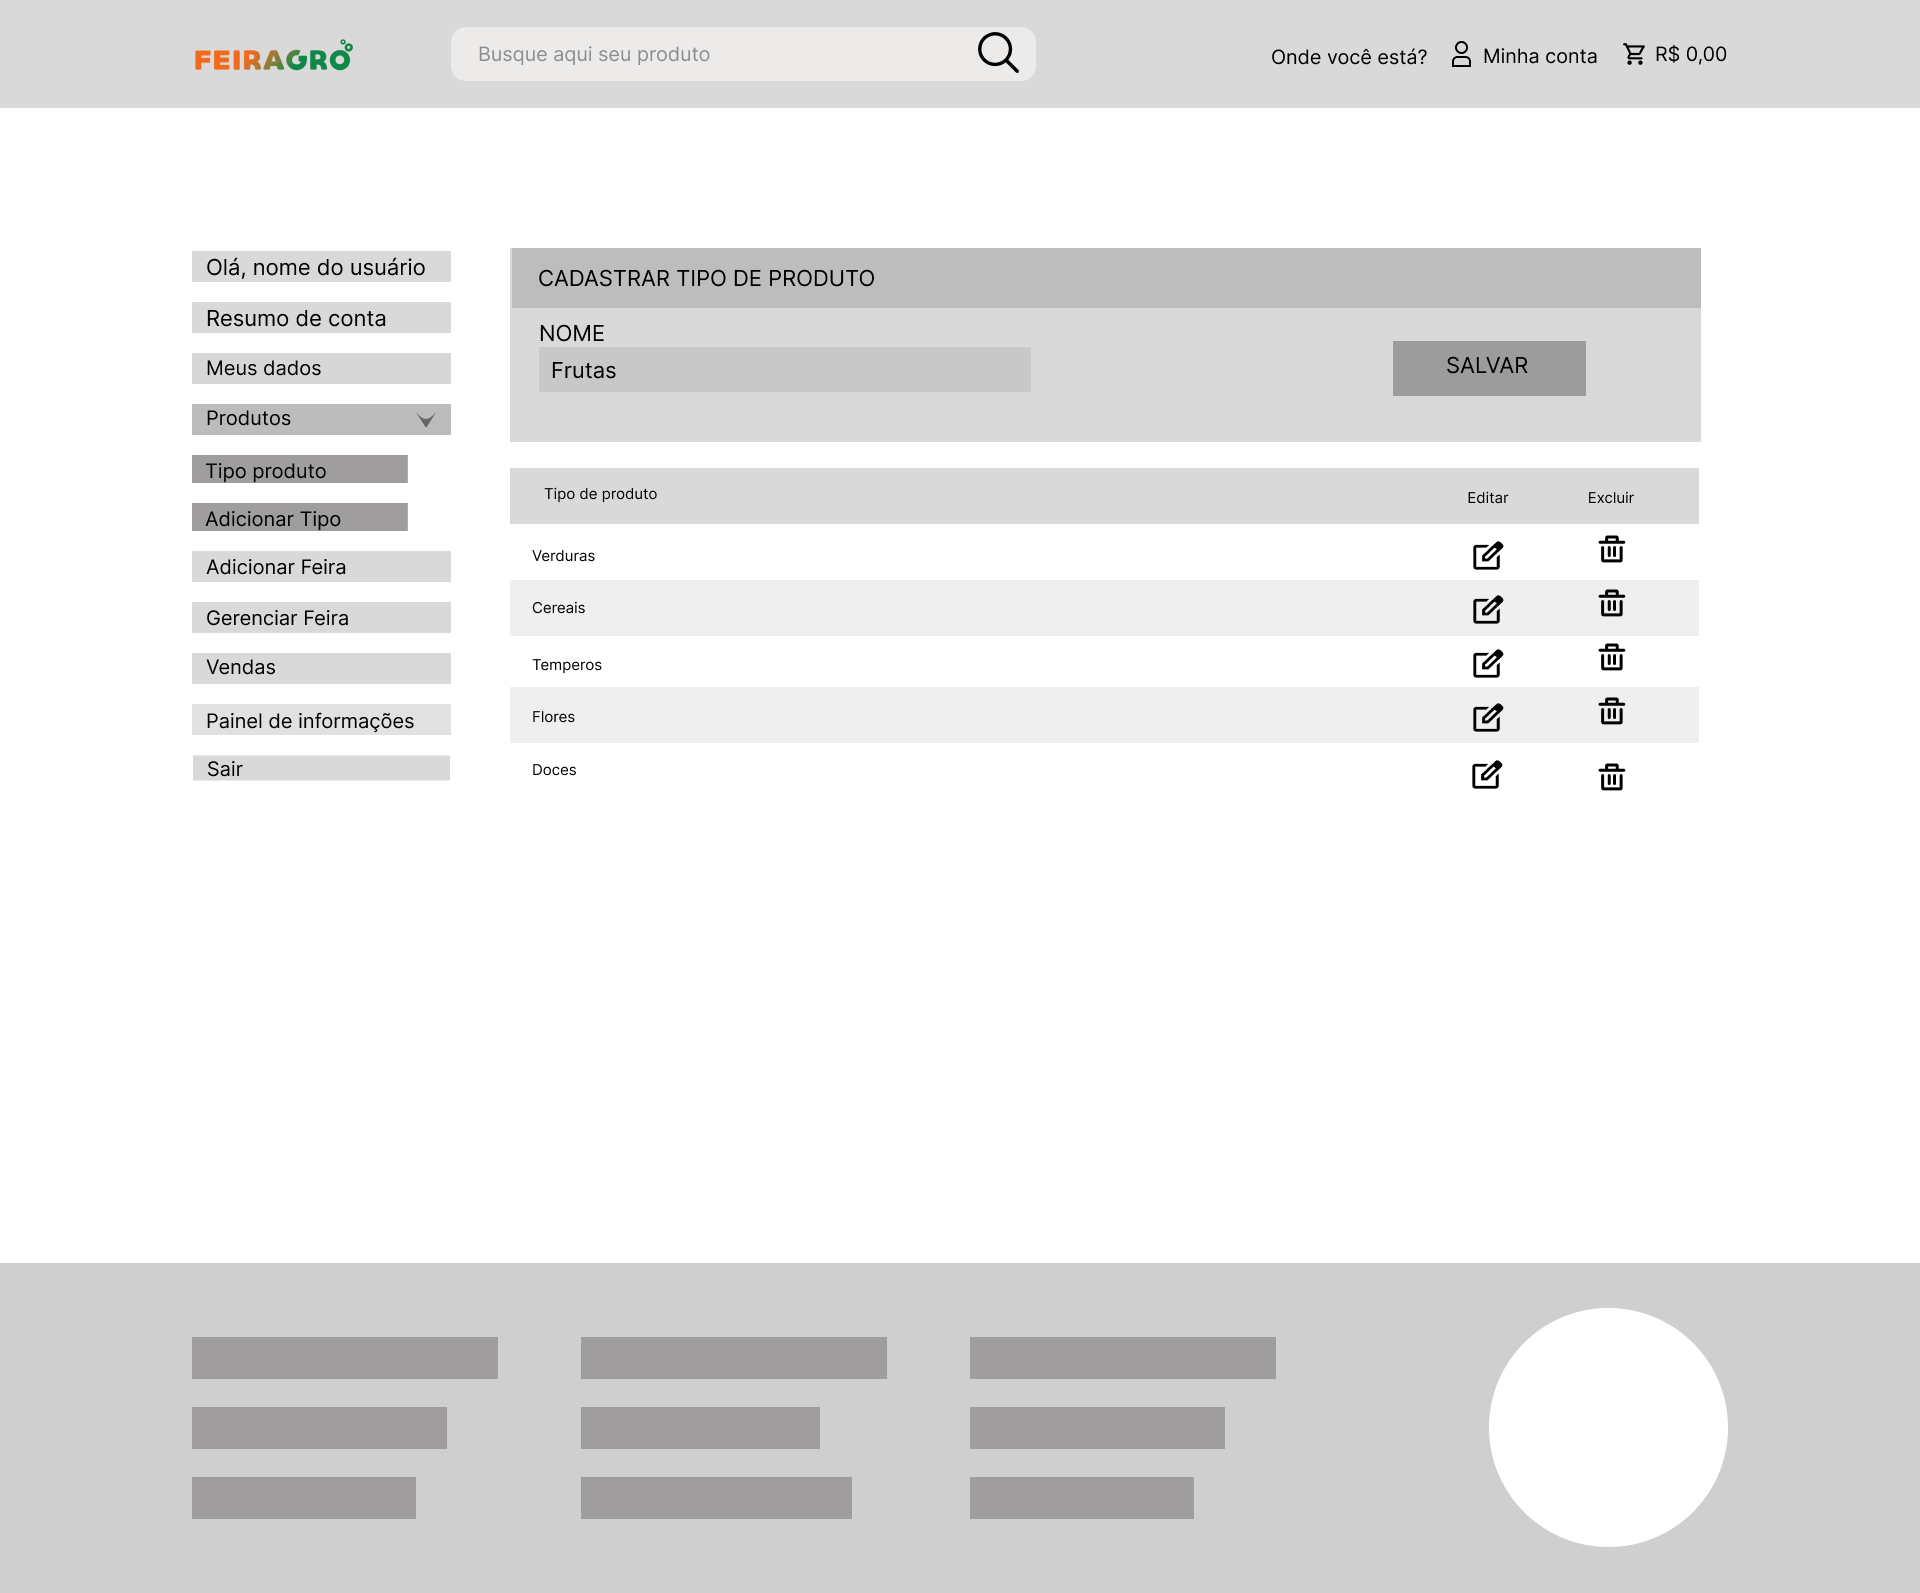 FEIRAGRO
Busque aqui seu produto
Onde você está?
Minha conta
R$ 0,00
Olá, nome do usuário
Resumo de conta
Meus dados
Produtos
Tipo produto
Adicionar Tipo
Adicionar Feira
Gerenciar Feira
Vendas
Painel de informações
Sair
CADASTRAR TIPO DE PRODUTO
NOME
Frutas
SALVAR
Tipo de produto Editar Excluir
Verduras
Cereais
Temperos
Flores
Doces